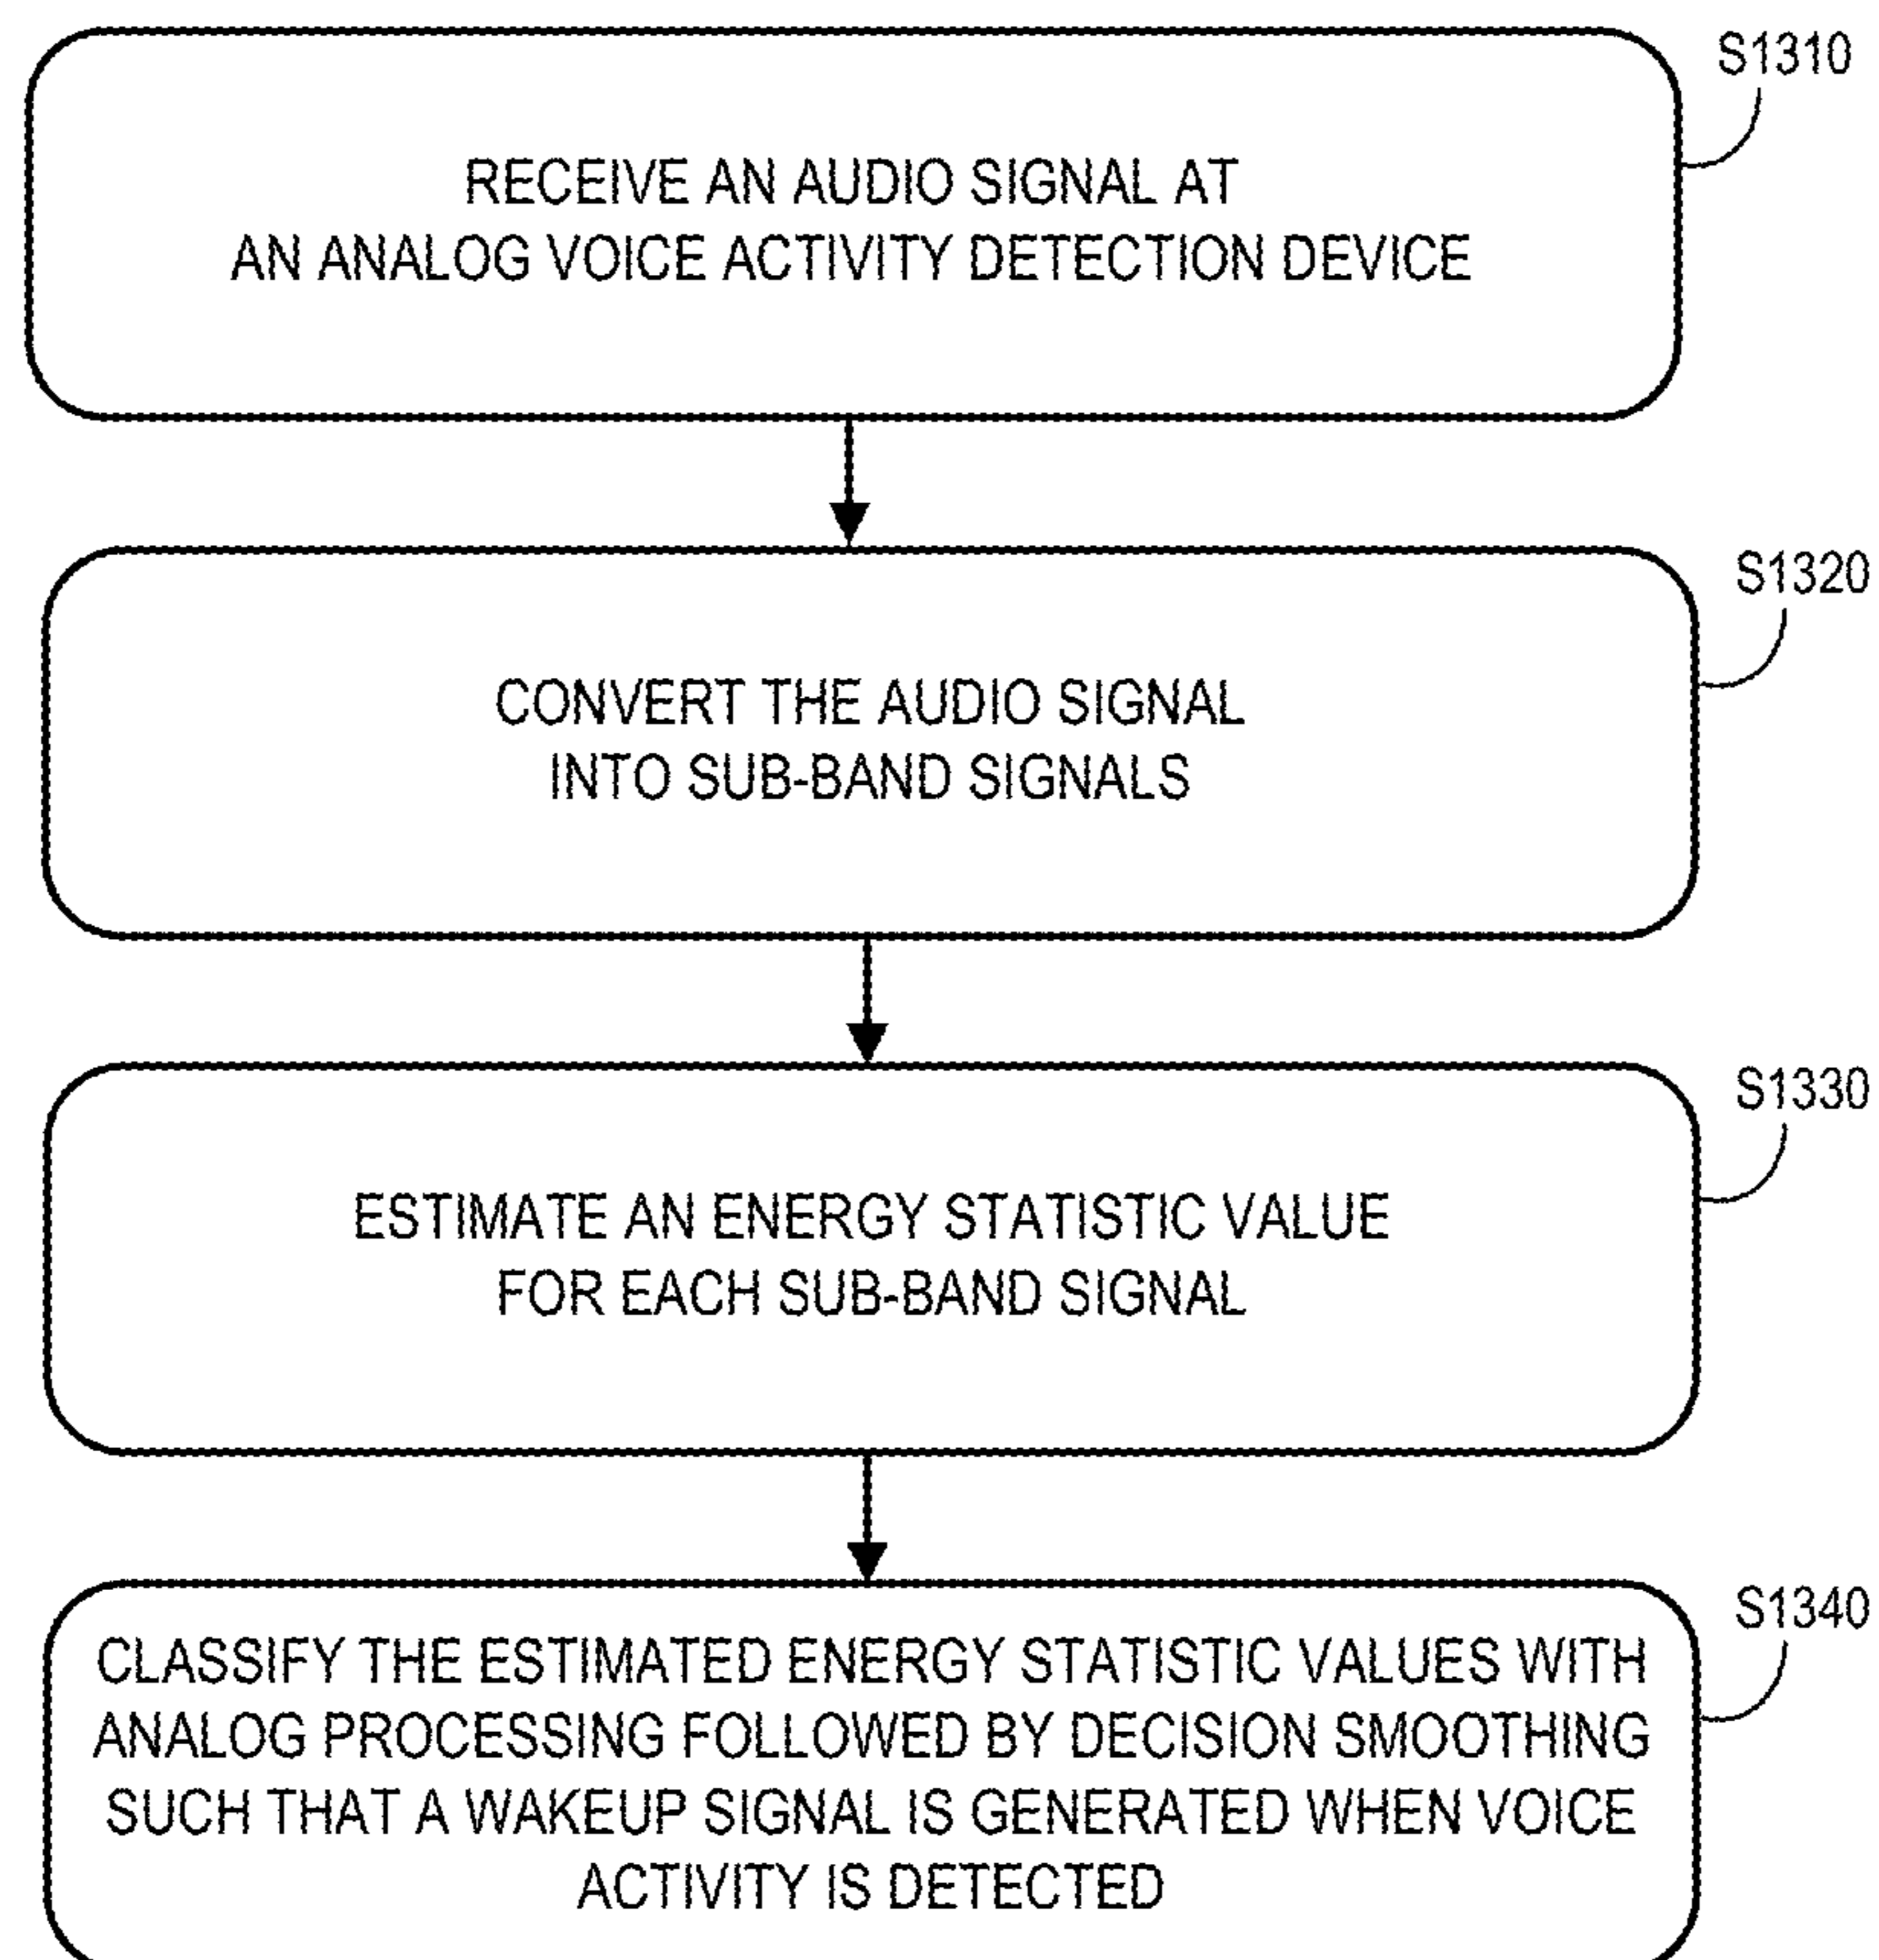 S1310
RECEIVE AN AUDIO SIGNAL AT
AN ANALOG VOICE ACTIVITY DETECTION DEVICE
S1320
CONVERT THE AUDIO SIGNAL
INTO SUB-BAND SIGNALS
S1330
ESTIMATE AN ENERGY STATISTIC VALUE
FOR EACH SUB-BAND SIGNAL
S1340
CLASSIFY THE ESTIMATED ENERGY STATISTIC VALUES WITH
ANALOG PROCESSING FOLLOWED BY DECISION SMOOTHING
SUCH THAT A WAKEUP SIGNAL IS GENERATED WHEN VOICE
ACTIVITY IS DETECTED